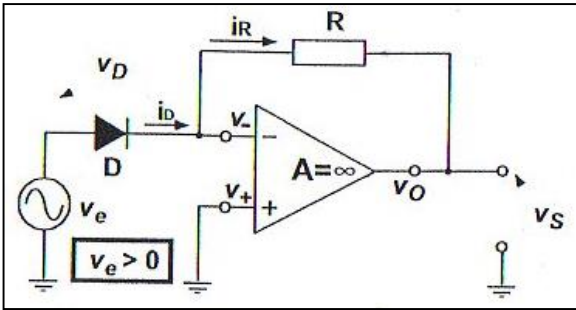 iR R
vD
iD v- −
D A=∞
vO
ve v+ + vS
ve > 0